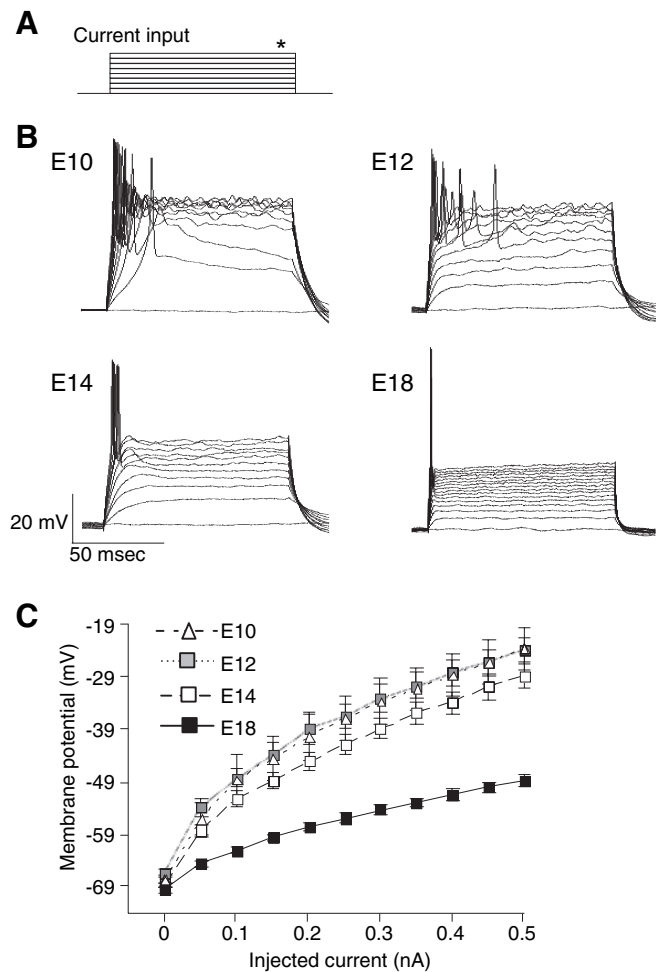 A
Current input
*
B
E10
E12
E14
E18
20 mV
50 msec
C
E10
E12
E14
E18
Membrane potential (mV)
-19
-29
-39
-49
-59
-69
0
0.1
0.2
0.3
0.4
0.5
Injected current (nA)